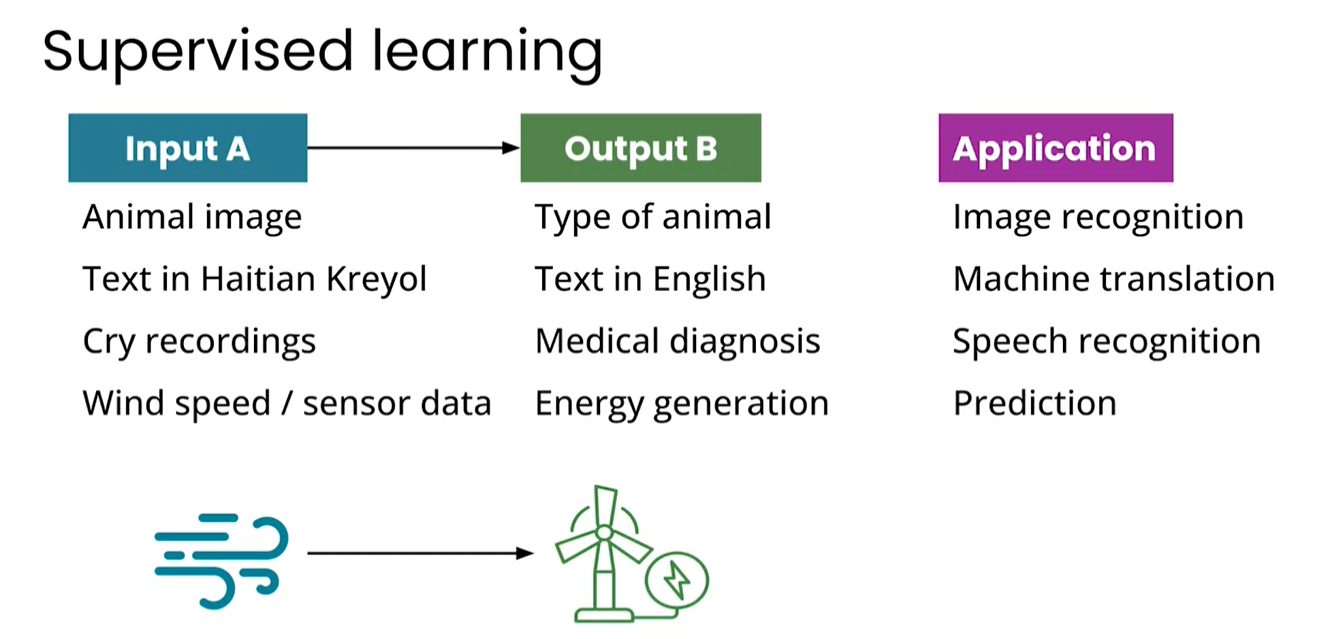 Supervised learning
Input A Output B Application
Animal image Type of animal Image recognition
Text in Haitian Kreyol Text in English Machine translation
Cry recordings Medical diagnosis Speech recognition
Wind speed / sensor data Energy generation Prediction